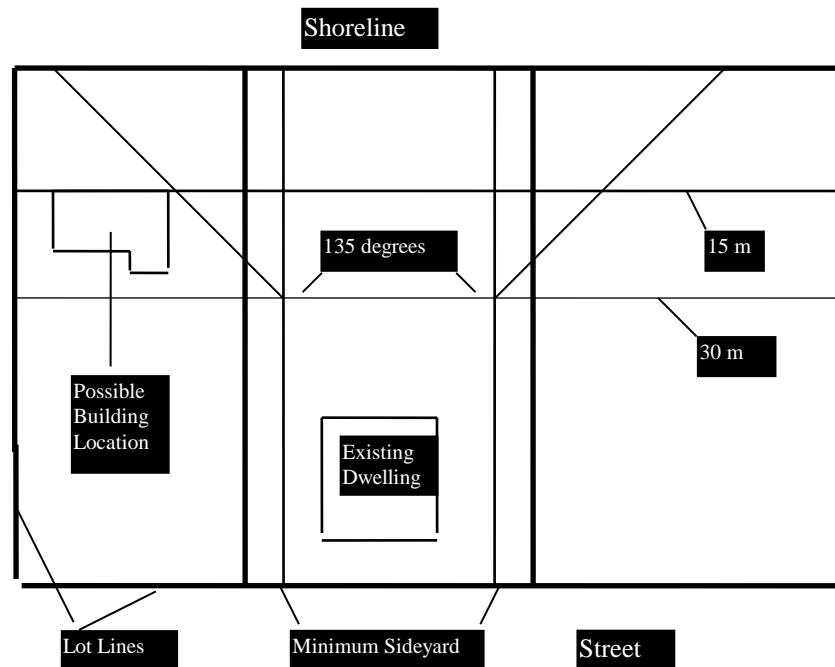 Shoreline
135 degrees
15 m
30 m
Possible
Building
Location
Existing
Dwelling
Lot Lines
Minimum Sideyard
Street